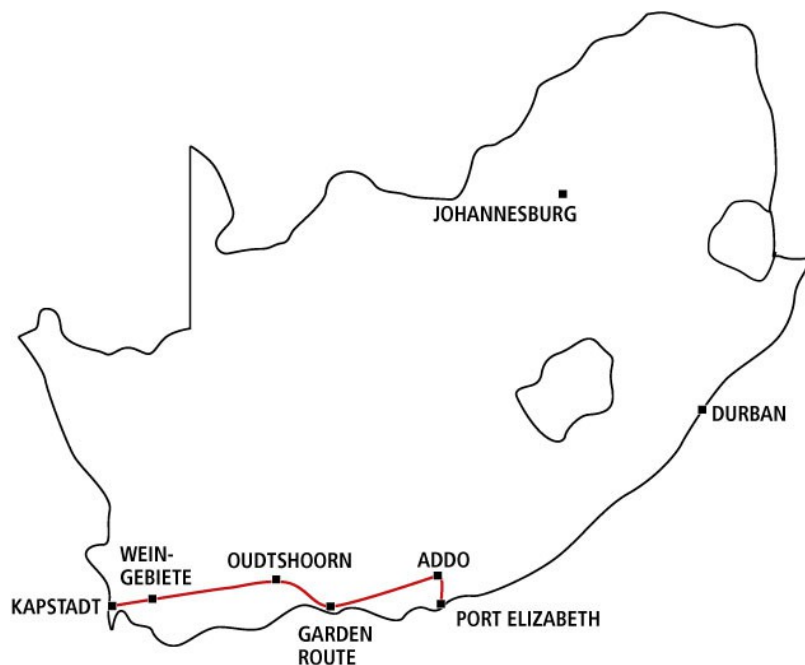 JOHANNESBURG
DURBAN
WEIN-
GEBIETE
OUDTSHOORN
ADDO
KAPSTADT
GARDEN
ROUTE
PORT ELIZABETH